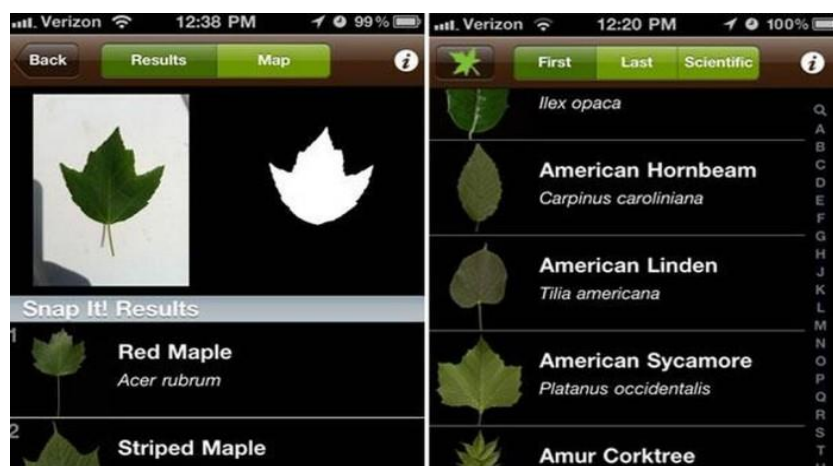 Verizon 12:38 PM 99%
Back Results Map i
Snap It! Results
1
Red Maple
Acer rubrum
2
Striped Maple
Verizon 12:20 PM 100%
First Last Scientific i
Ilex opaca
American Hornbeam
Carpinus caroliniana
American Linden
Tilia americana
American Sycamore
Platanus occidentalis
Amur Corktree
A
B
C
D
E
F
G
H
J
K
L
M
N
O
P
Q
R
S
T